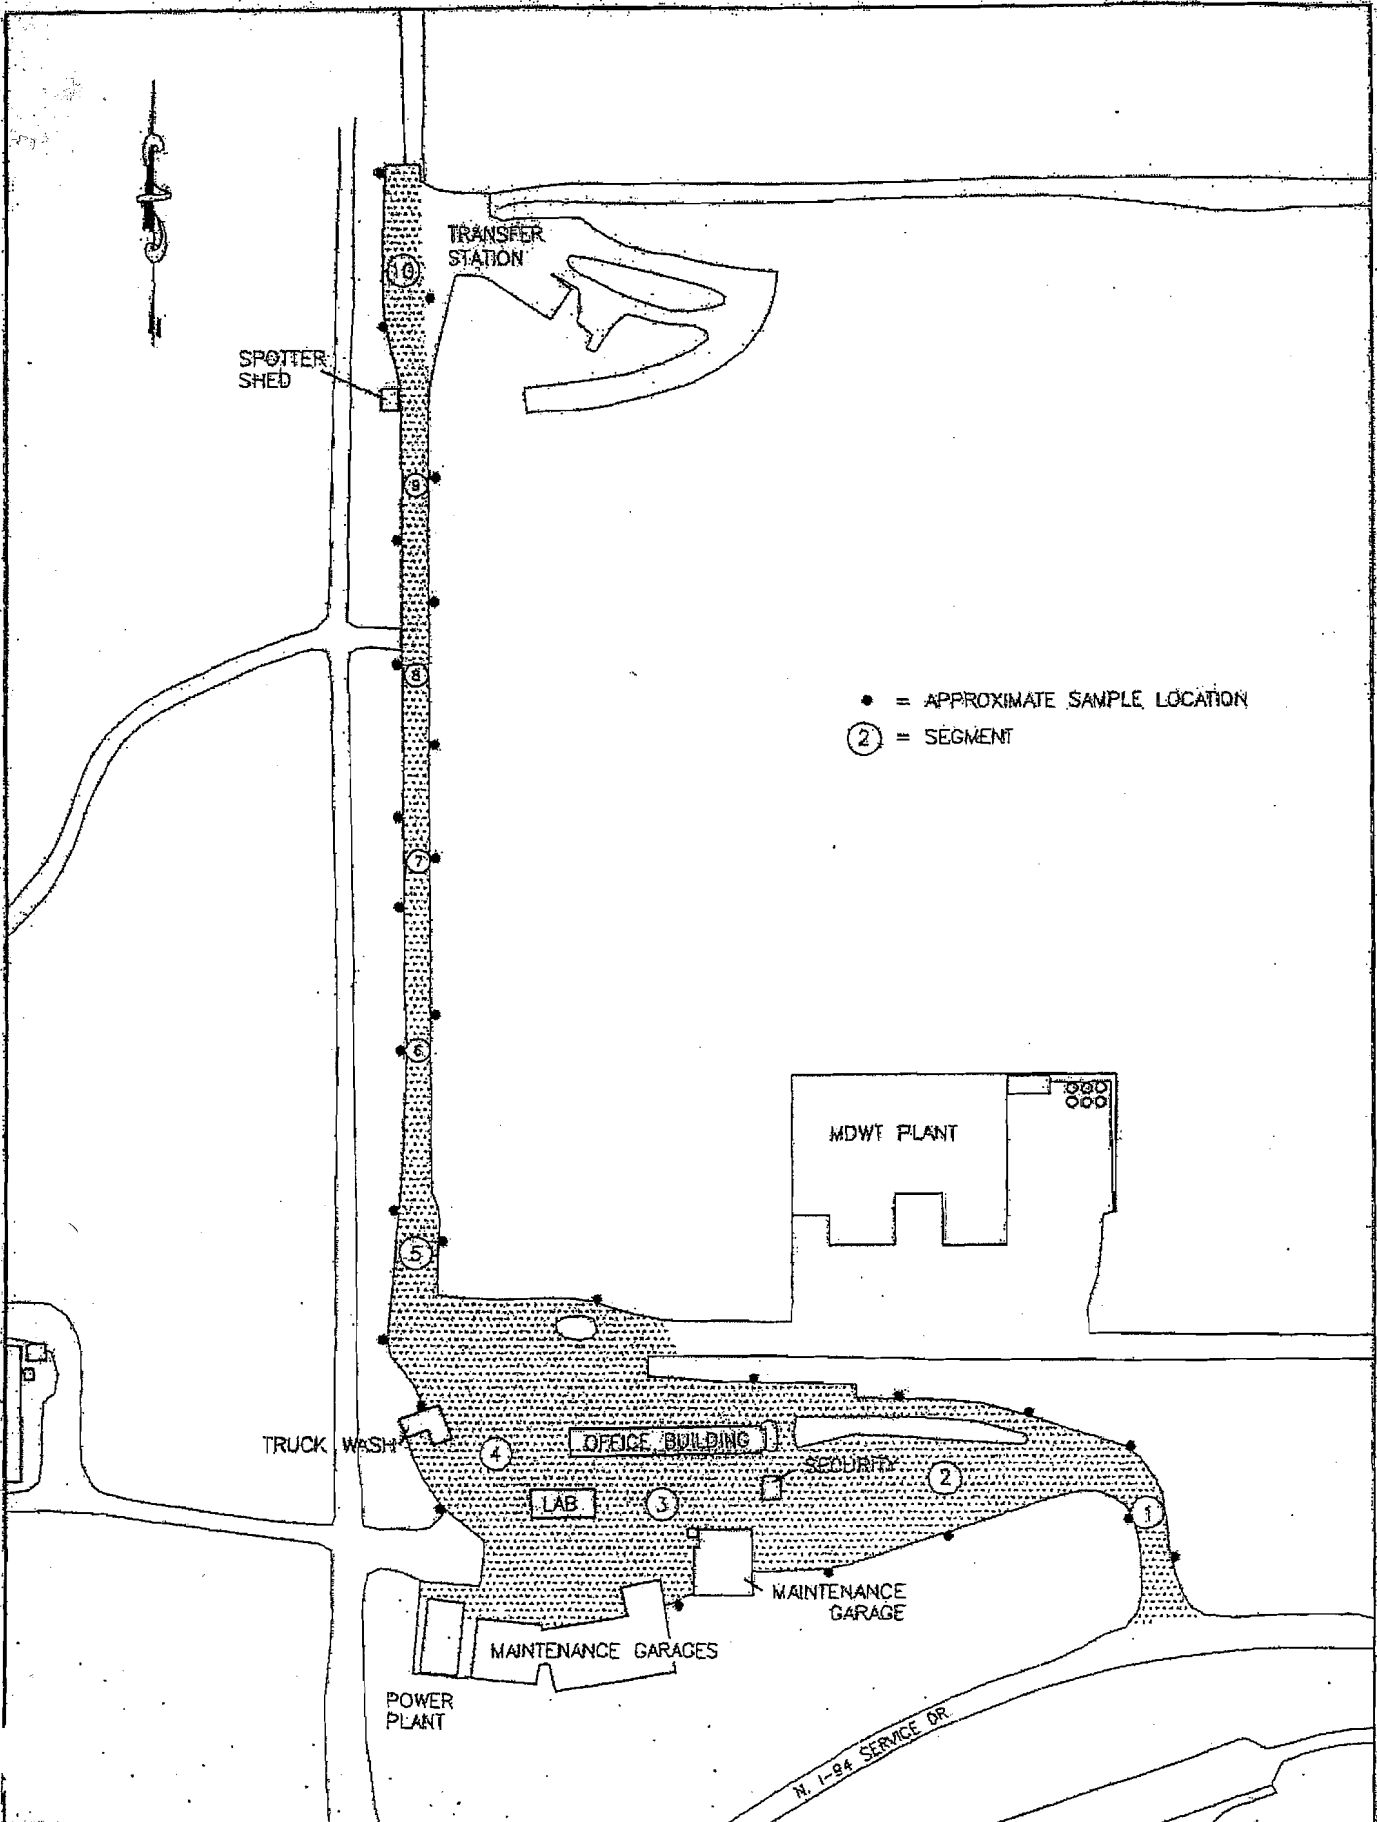 TRANSFER
STATION
10
SPOTTER
SHED
9
8
• = APPROXIMATE SAMPLE LOCATION
2 = SEGMENT
7
6
MDWT PLANT
5
TRUCK WASH
4
OFFICE BUILDING
SECURITY
2
LAB
3
1
MAINTENANCE
GARAGE
MAINTENANCE GARAGES
POWER
PLANT
N. I-94 SERVICE DR.